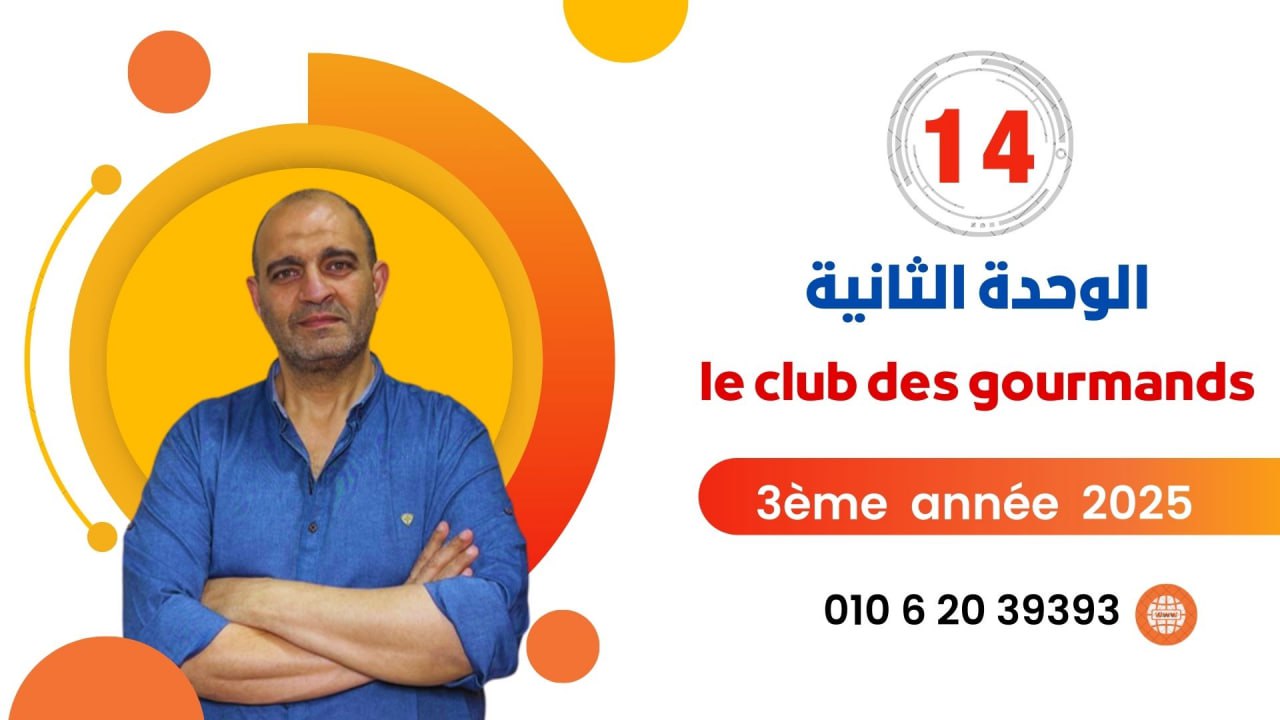 14
الوحدة الثانية
le club des gourmands
3ème année 2025
010 6 20 39393